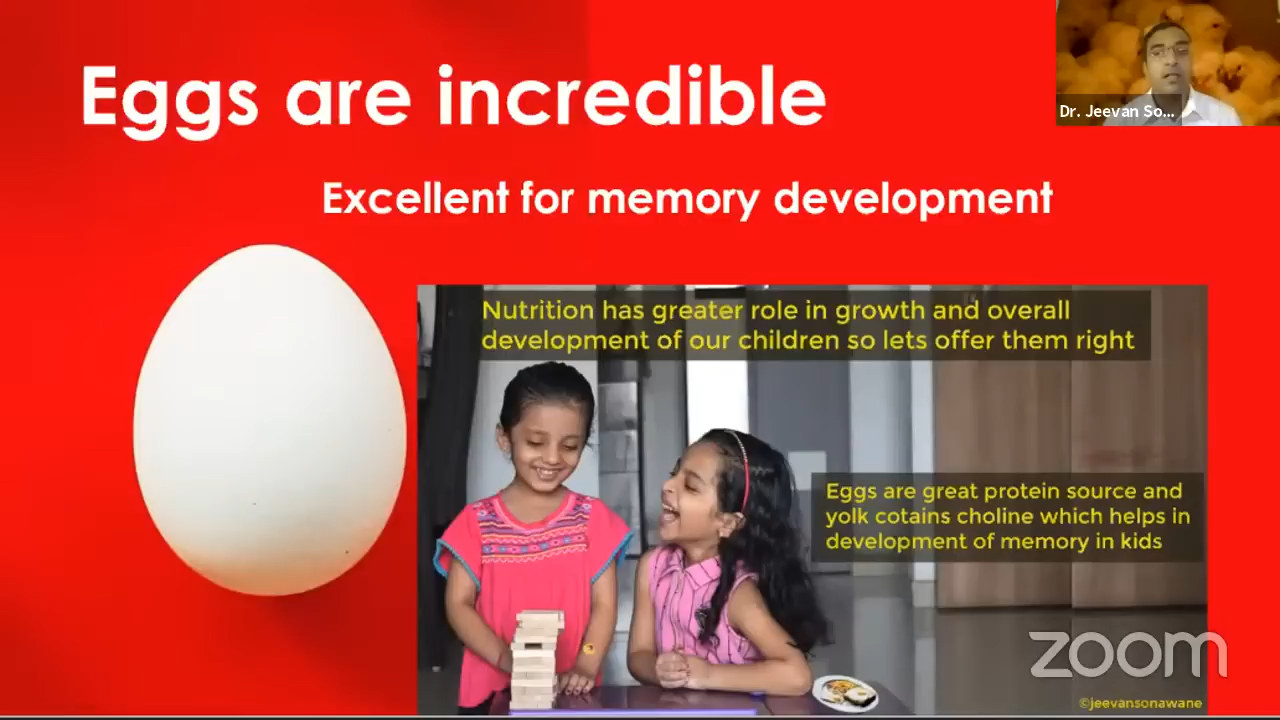 Eggs are incredible
Dr. Jeevan So...
Excellent for memory development
Nutrition has greater role in growth and overall
development of our children so lets offer them right
Eggs are great protein source and
yolk cotains choline which helps in
development of memory in kids
zoom
©jeevansonawane